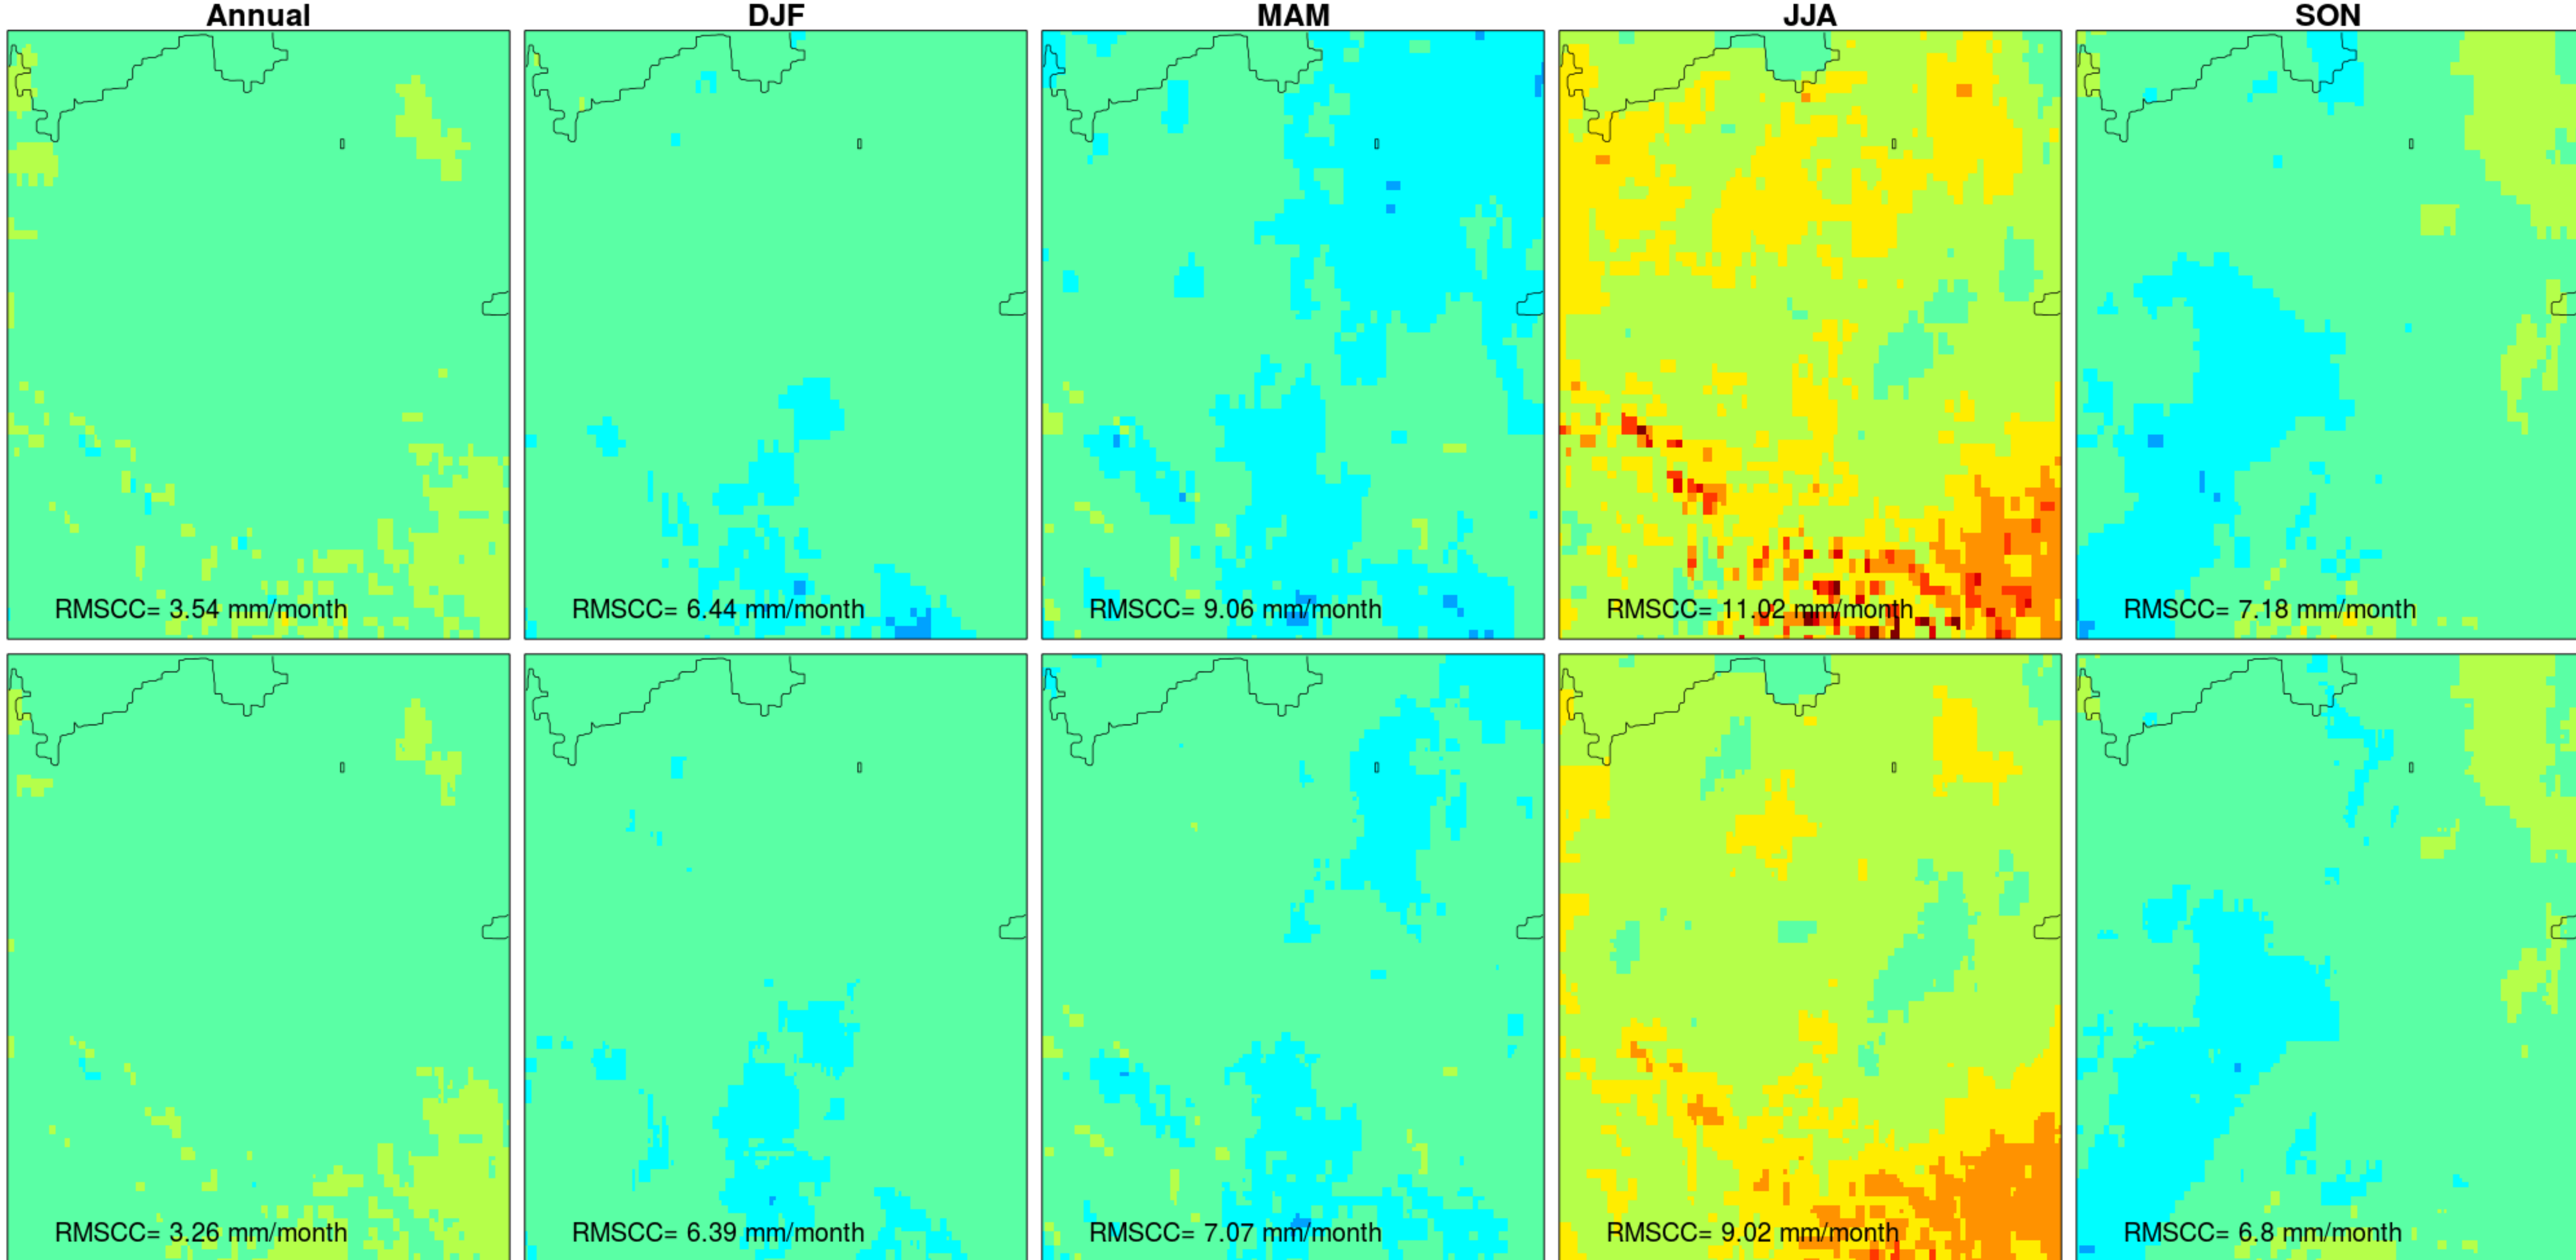 Annual DJF MAM JJA SON
RMSCC= 3.54 mm/month RMSCC= 6.44 mm/month RMSCC= 9.06 mm/month RMSCC= 11.02 mm/month RMSCC= 7.18 mm/month
RMSCC= 3.26 mm/month RMSCC= 6.39 mm/month RMSCC= 7.07 mm/month RMSCC= 9.02 mm/month RMSCC= 6.8 mm/month